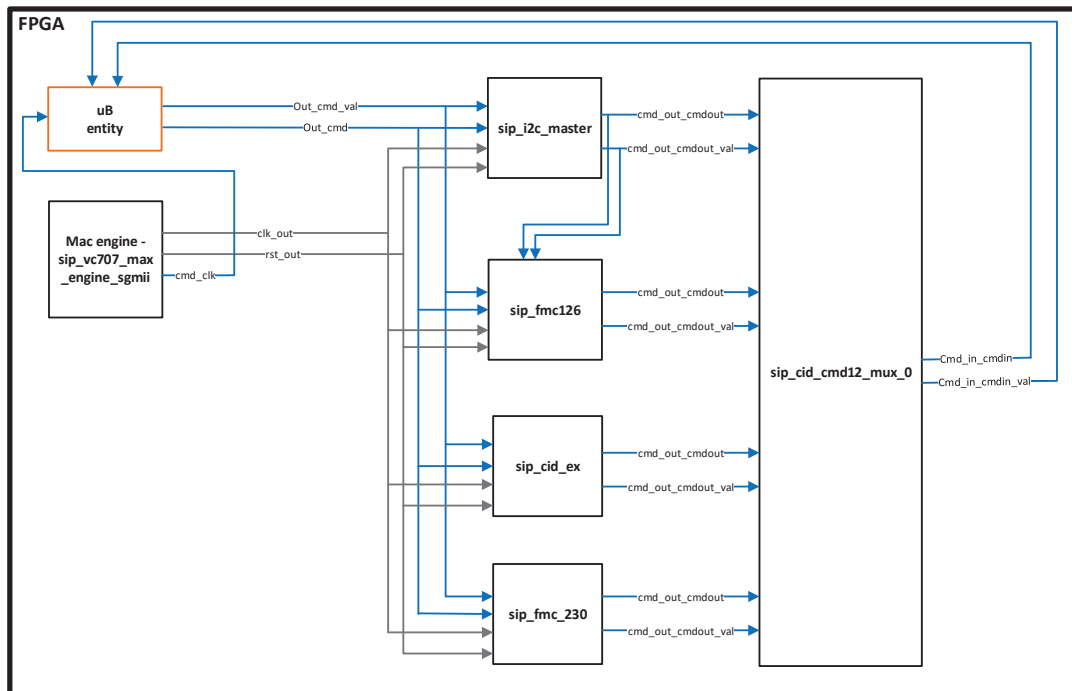 FPGA
uB
entity
Out_cmd_val
Out_cmd
sip_i2c_master
cmd_out_cmdout
cmd_out_cmdout_val
Mac engine -
sip_vc707_max
_engine_sgmii
clk_out
rst_out
cmd_clk
sip_fmc126
cmd_out_cmdout
cmd_out_cmdout_val
sip_cid_cmd12_mux_0
Cmd_in_cmdin
Cmd_in_cmdin_val
sip_cid_ex
cmd_out_cmdout
cmd_out_cmdout_val
sip_fmc_230
cmd_out_cmdout
cmd_out_cmdout_val